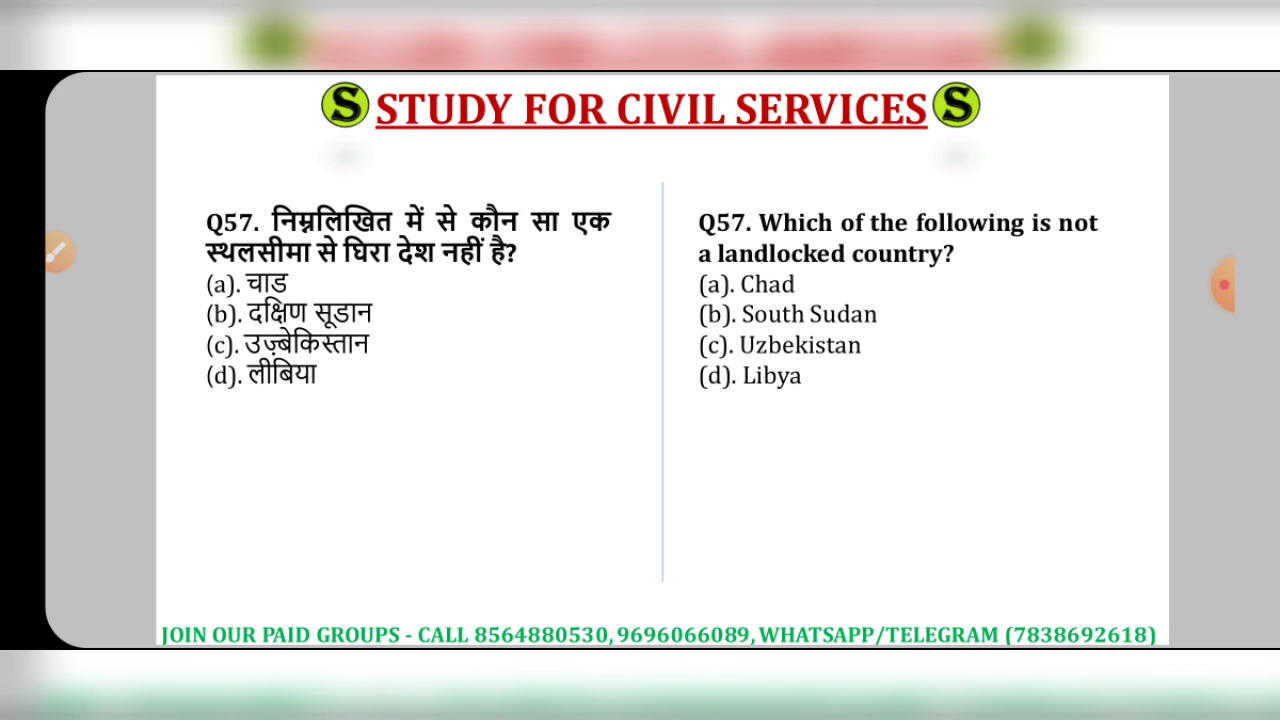 STUDY FOR CIVIL SERVICES
Q57. निम्नलिखित में से कौन सा एक
स्थलसीमा से घिरा देश नहीं है?
(a). चाड
(b). दक्षिण सूडान
(c). उज़्बेकिस्तान
(d). लीबिया
Q57. Which of the following is not
a landlocked country?
(a). Chad
(b). South Sudan
(c). Uzbekistan
(d). Libya
JOIN OUR PAID GROUPS - CALL 8564880530, 9696066089, WHATSAPP/TELEGRAM (7838692618)